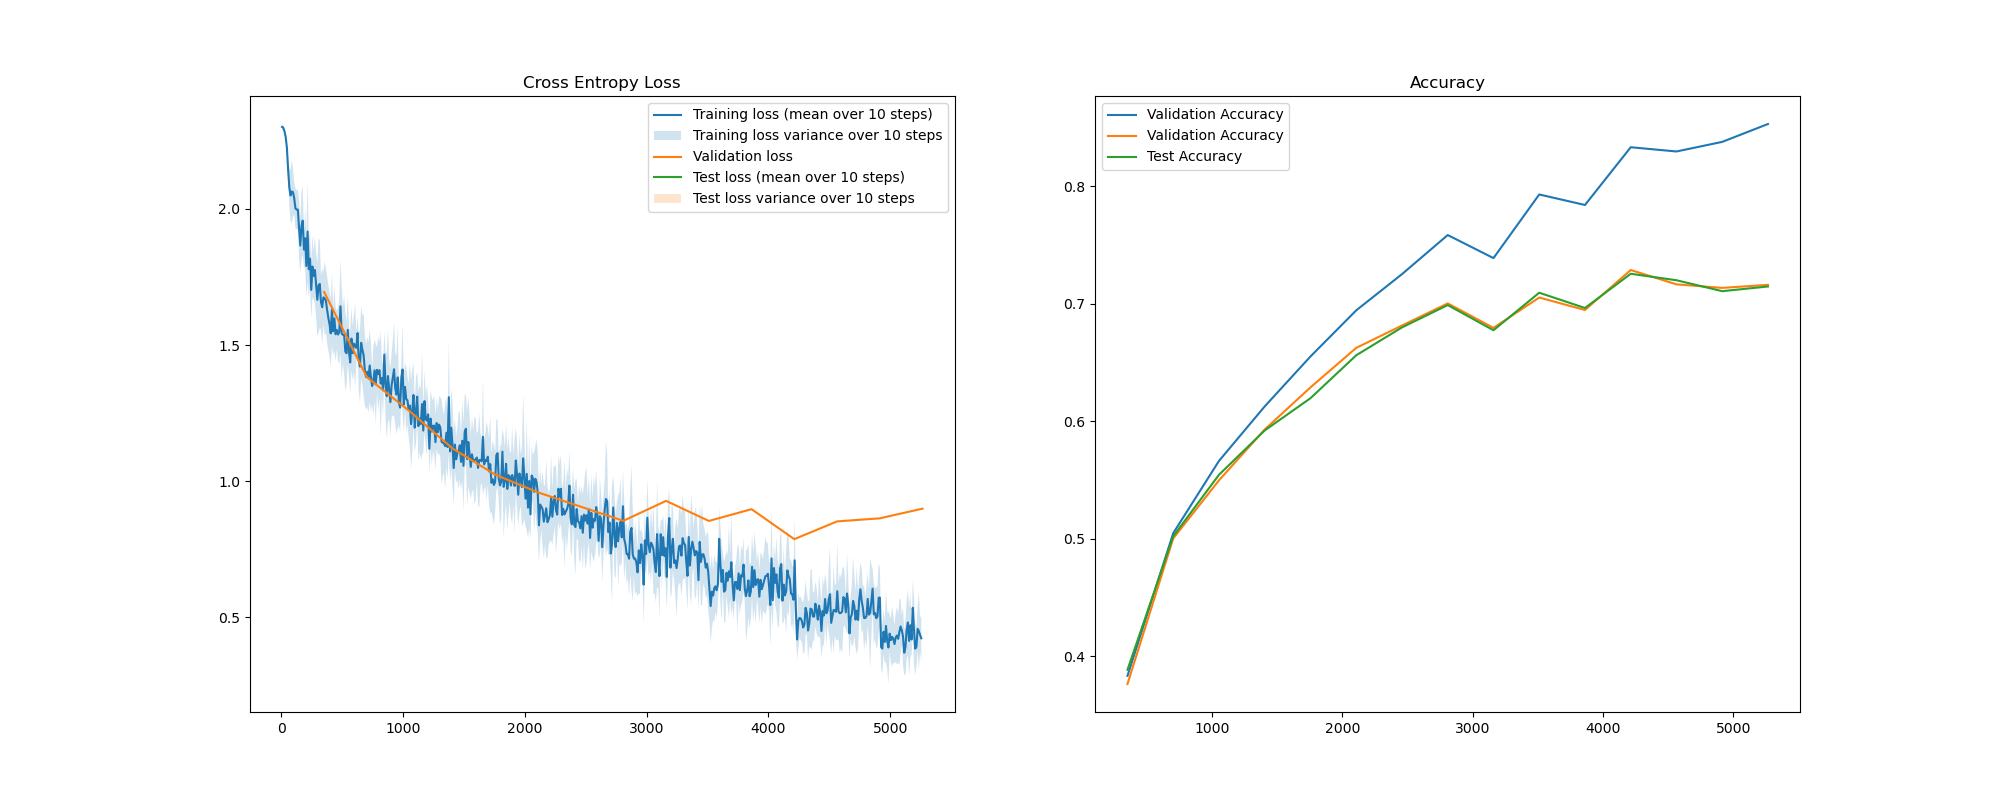 Cross Entropy Loss
Training loss (mean over 10 steps)
Training loss variance over 10 steps
Validation loss
Test loss (mean over 10 steps)
Test loss variance over 10 steps
2.0
1.5
1.0
0.5
0
1000
2000
3000
4000
5000
Accuracy
Validation Accuracy
Validation Accuracy
Test Accuracy
0.8
0.7
0.6
0.5
0.4
1000
2000
3000
4000
5000